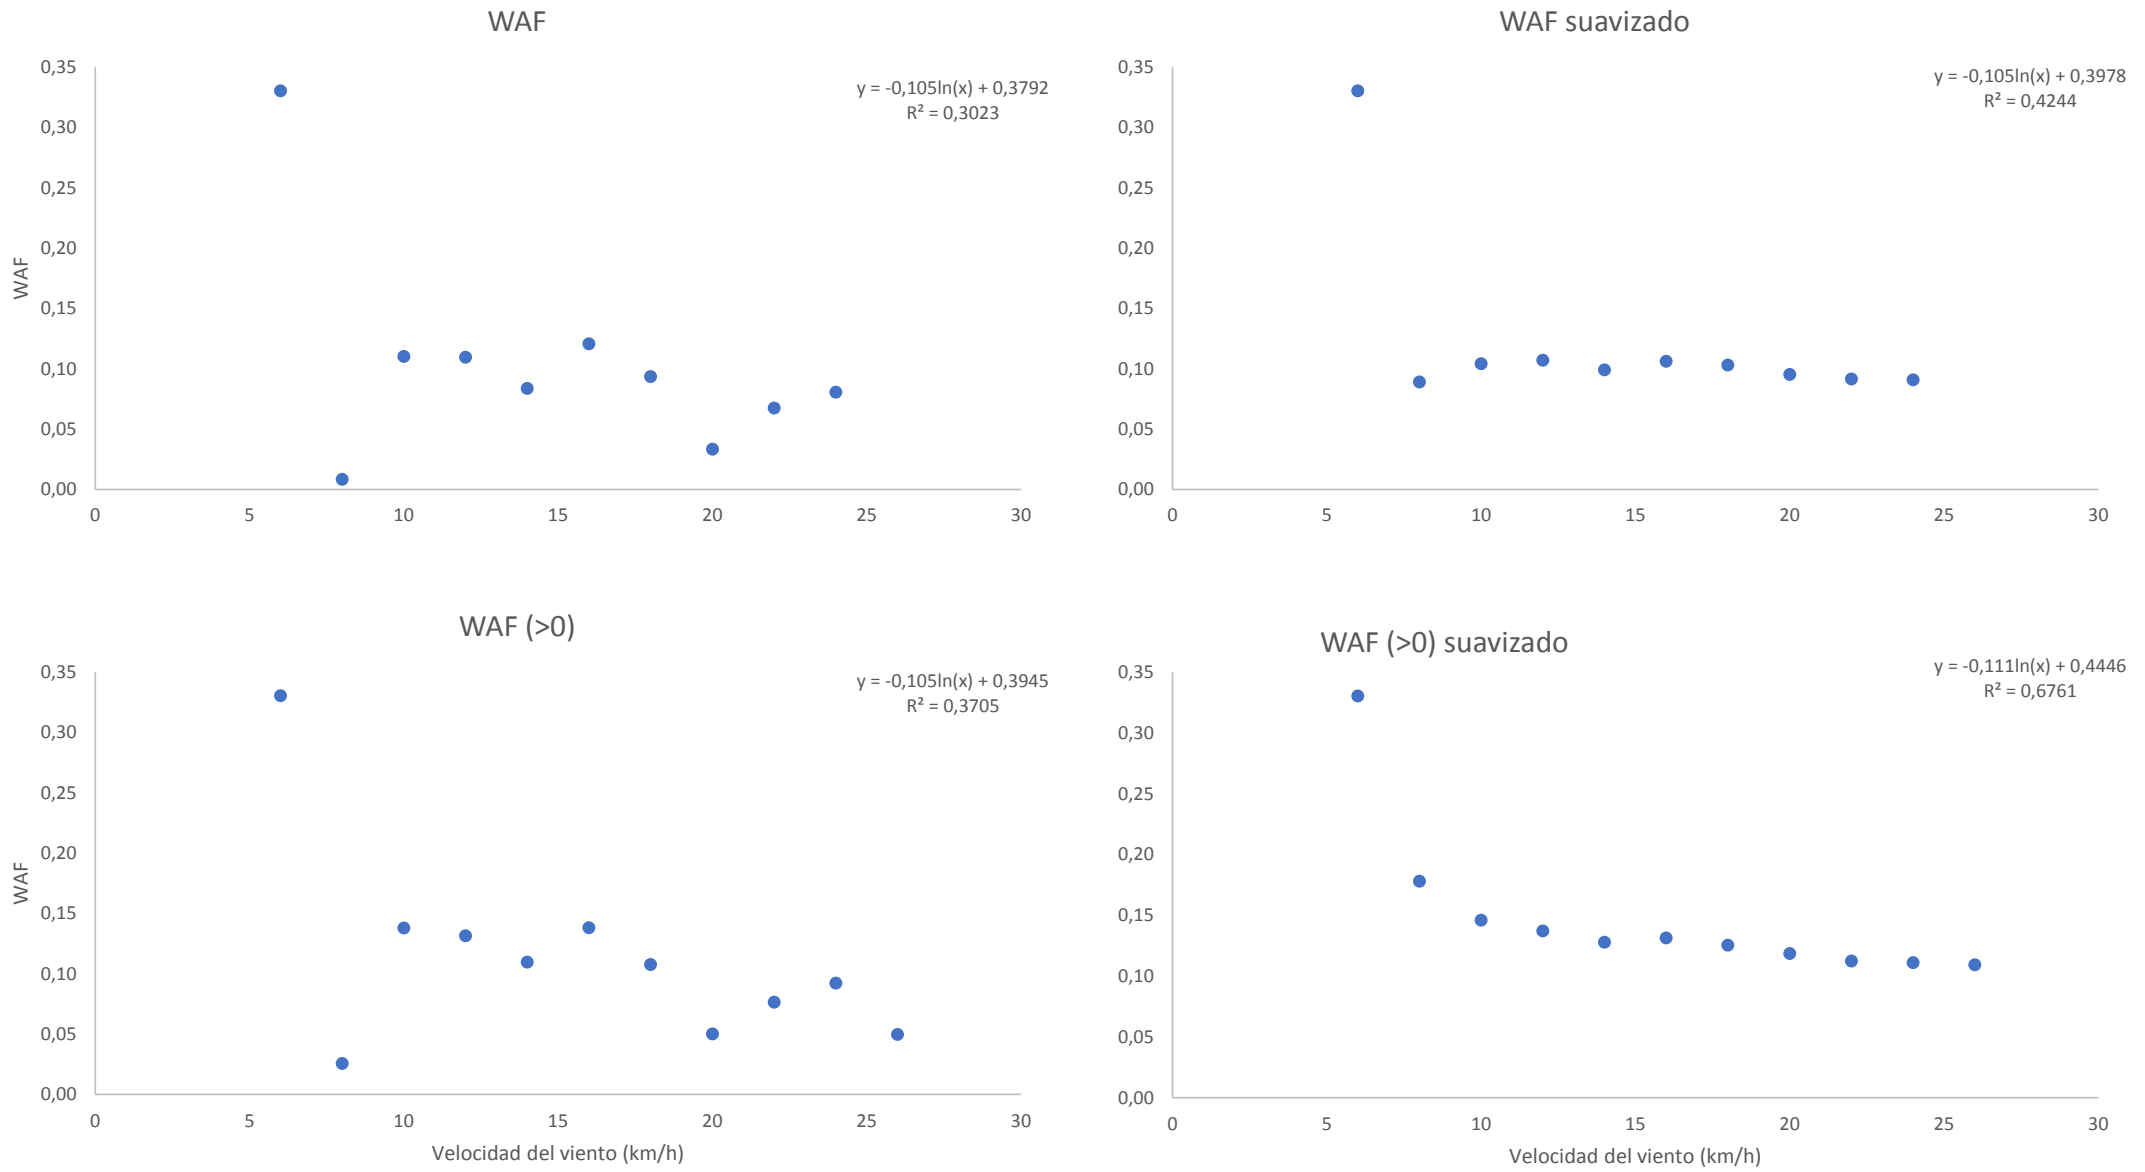 WAF
y = -0,105ln(x) + 0,3792
R² = 0,3023
0,35
0,30
0,25
0,20
0,15
0,10
0,05
0,00
WAF
0 5 10 15 20 25 30
WAF suavizado
y = -0,105ln(x) + 0,3978
R² = 0,4244
0,35
0,30
0,25
0,20
0,15
0,10
0,05
0,00
0 5 10 15 20 25 30
WAF (>0)
y = -0,105ln(x) + 0,3945
R² = 0,3705
0,35
0,30
0,25
0,20
0,15
0,10
0,05
0,00
WAF
0 5 10 15 20 25 30
Velocidad del viento (km/h)
WAF (>0) suavizado
y = -0,111ln(x) + 0,4446
R² = 0,6761
0,35
0,30
0,25
0,20
0,15
0,10
0,05
0,00
0 5 10 15 20 25 30
Velocidad del viento (km/h)